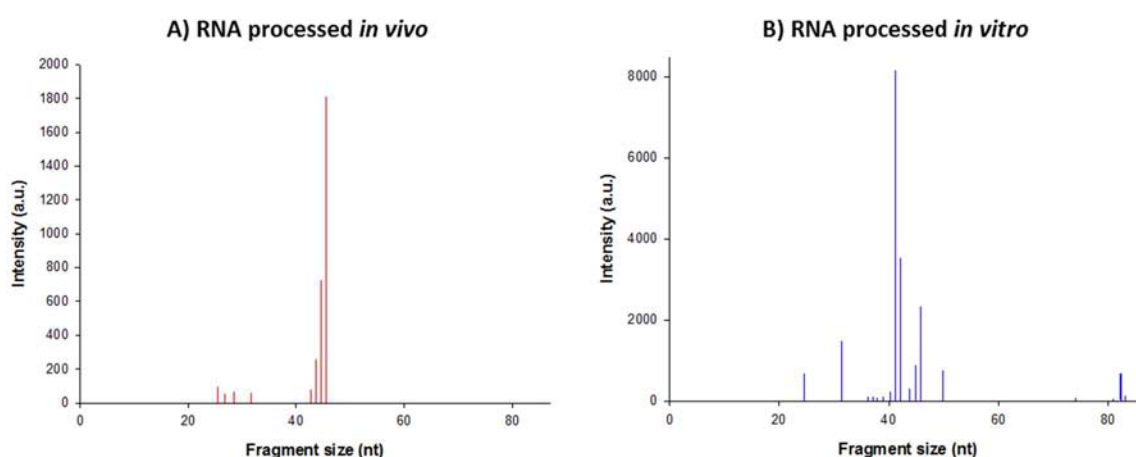 A) RNA processed in vivo
2000
1800
1600
1400
1200
1000
800
600
400
200
0
Intensity (a.u.)
0 20 40 60 80
Fragment size (nt)
B) RNA processed in vitro
8000
6000
4000
2000
0
Intensity (a.u.)
0 20 40 60 80
Fragment size (nt)